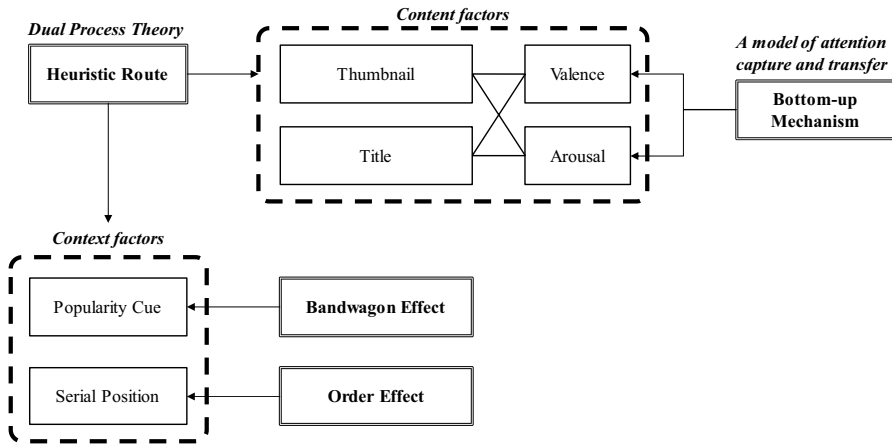 Dual Process Theory
Heuristic Route
Content factors
Thumbnail
Valence
Title
Arousal
A model of attention
capture and transfer
Bottom-up
Mechanism
Context factors
Popularity Cue
Bandwagon Effect
Serial Position
Order Effect